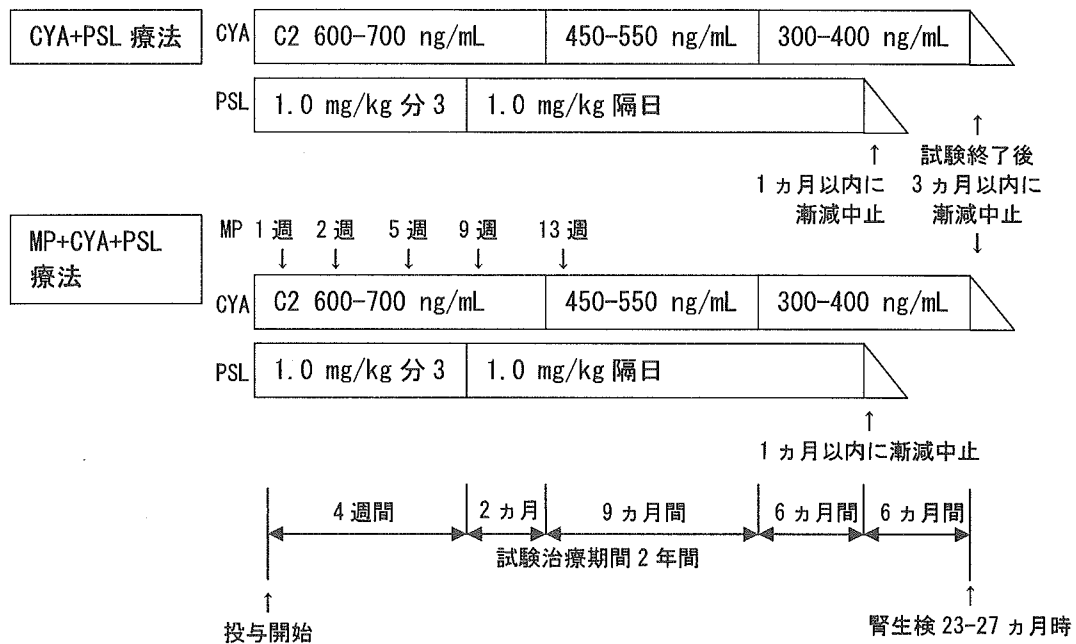 CYA+PSL 療法
CYA C2 600-700 ng/mL 450-550 ng/mL 300-400 ng/mL
PSL 1.0 mg/kg 分 3 1.0 mg/kg 隔日
↑ ↑
試験終了後
1 ヵ月以内に 3 ヵ月以内に
漸減中止 漸減中止
MP+CYA+PSL
療法
MP 1 週 2 週 5 週 9 週 13 週
↓ ↓ ↓ ↓ ↓ ↓
CYA C2 600-700 ng/mL 450-550 ng/mL 300-400 ng/mL
PSL 1.0 mg/kg 分 3 1.0 mg/kg 隔日
↑
1 ヵ月以内に漸減中止
4 週間 2 ヵ月 9 ヵ月間 6 ヵ月間 6 ヵ月間
試験治療期間 2 年間
↑ ↑
投与開始 腎生検 23-27 ヵ月時